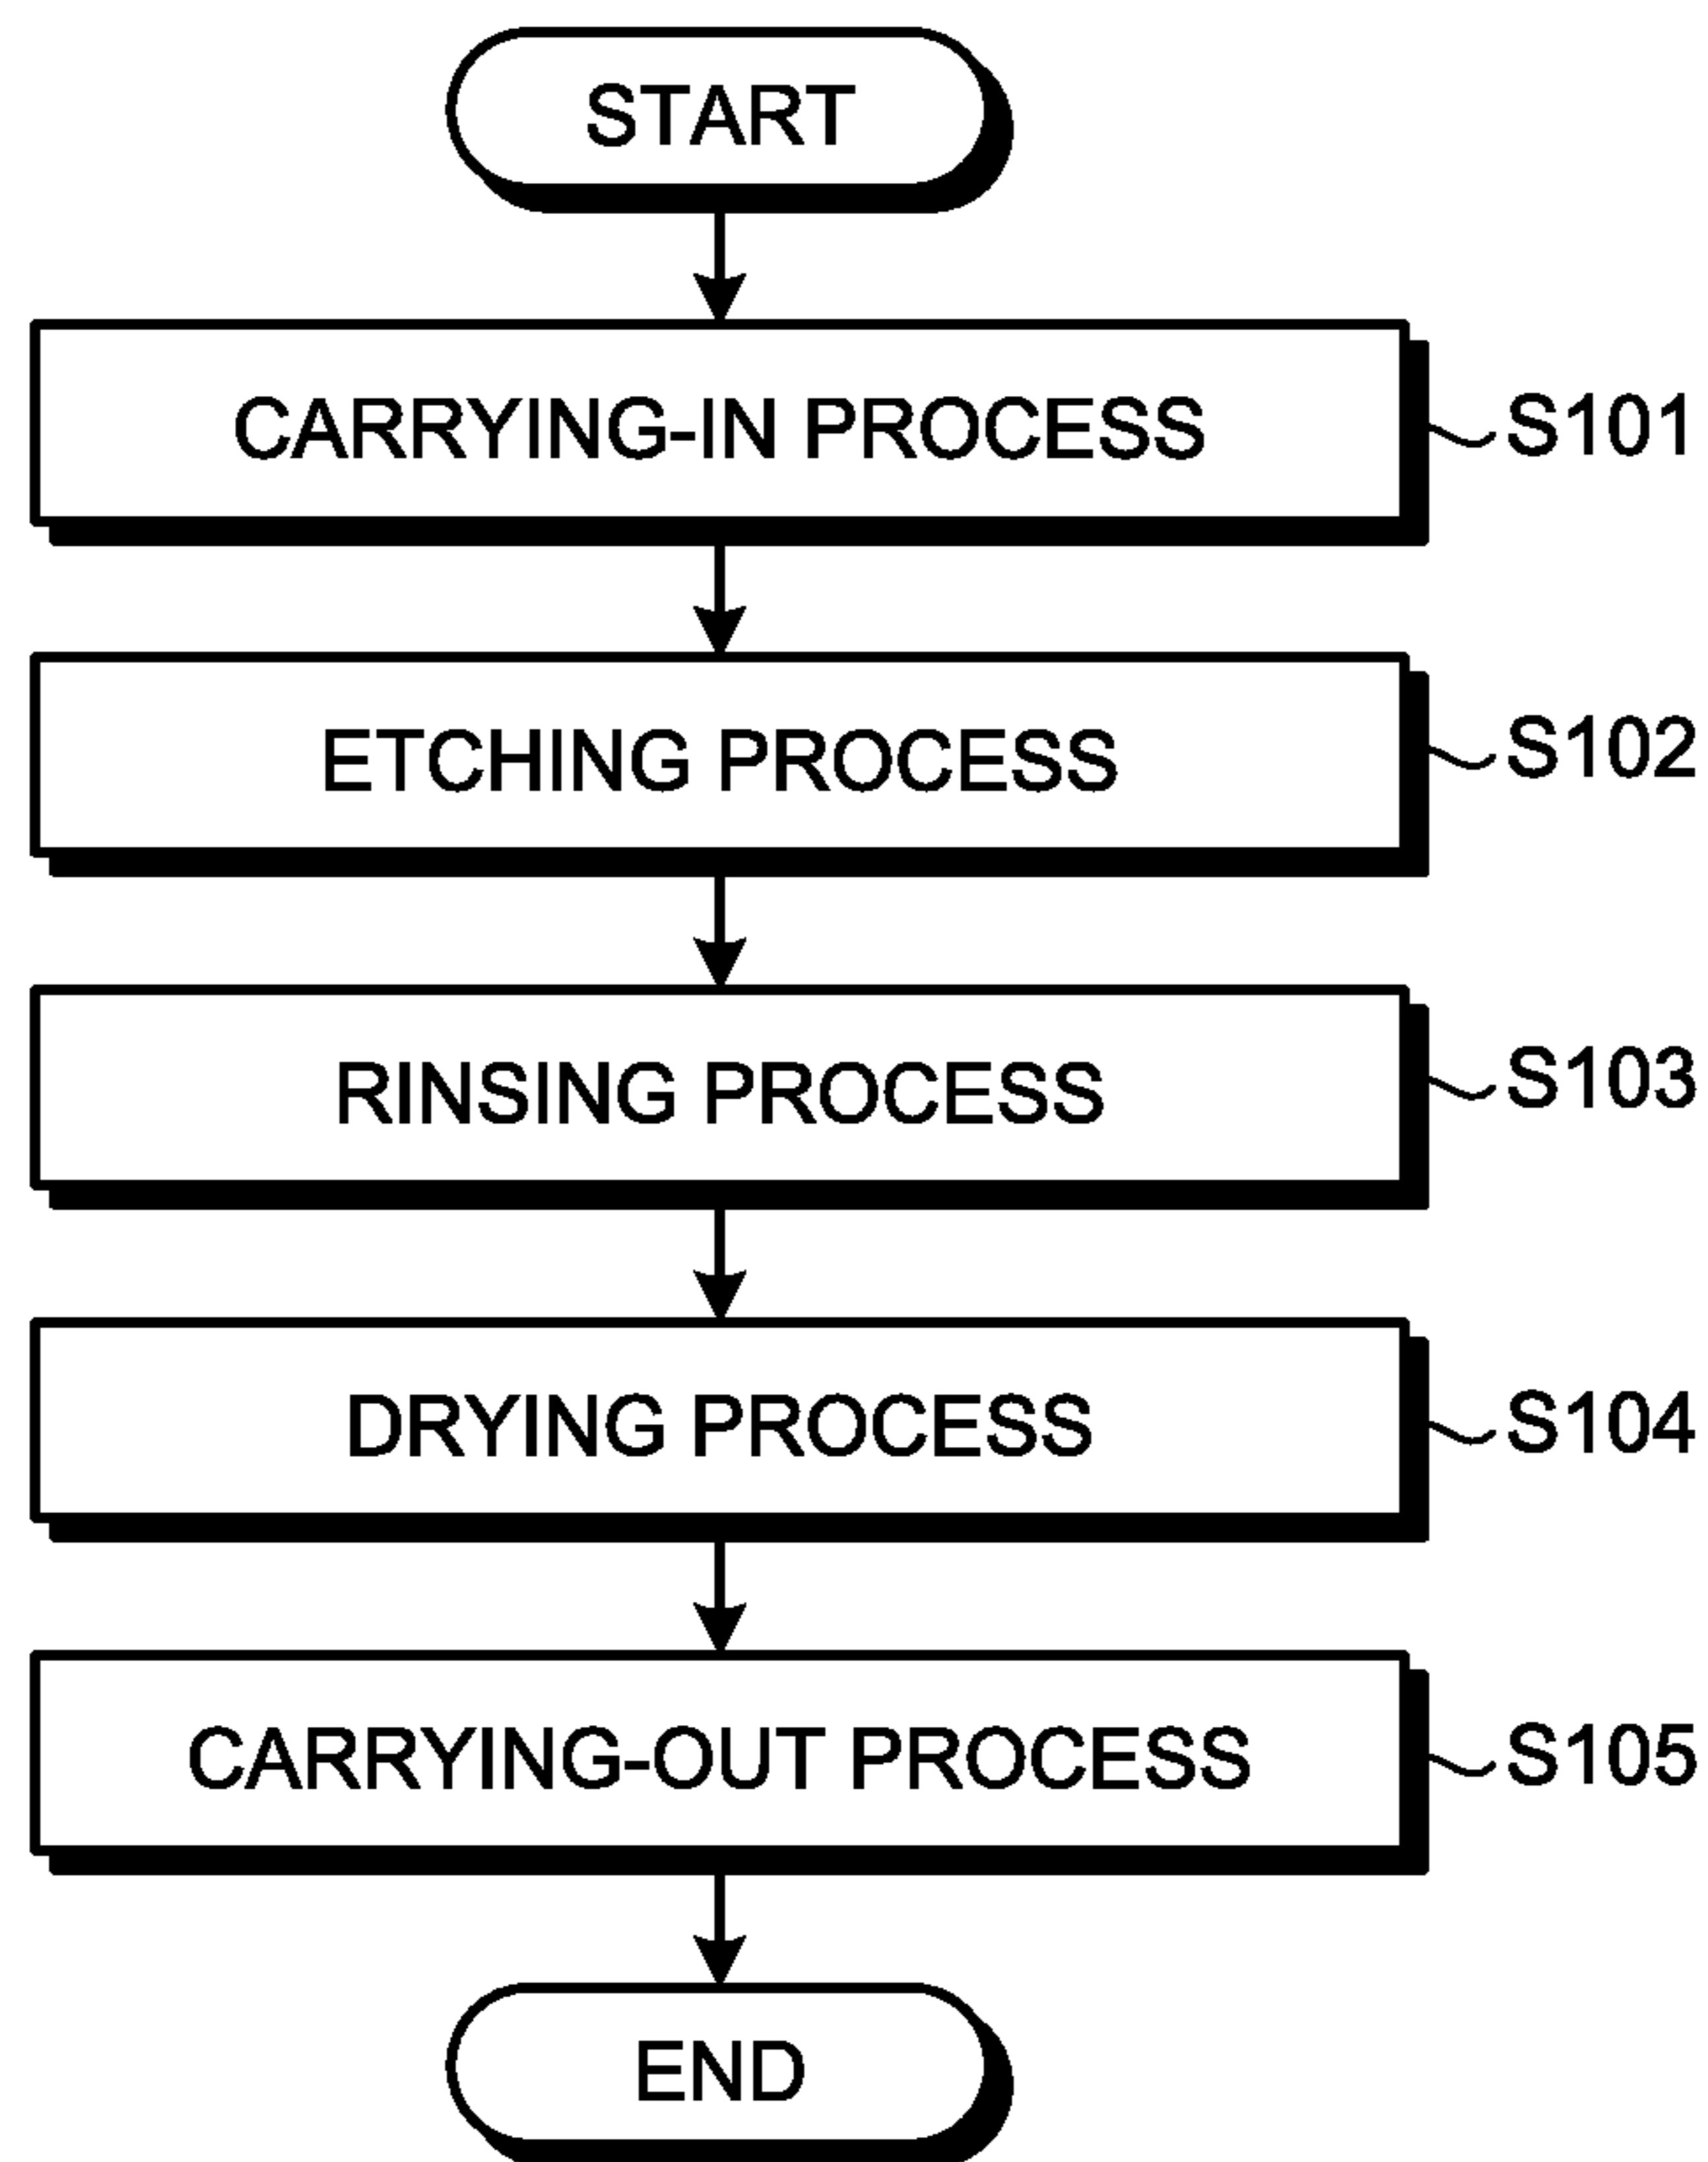 START
CARRYING-IN PROCESS S101
ETCHING PROCESS S102
RINSING PROCESS S103
DRYING PROCESS S104
CARRYING-OUT PROCESS S105
END